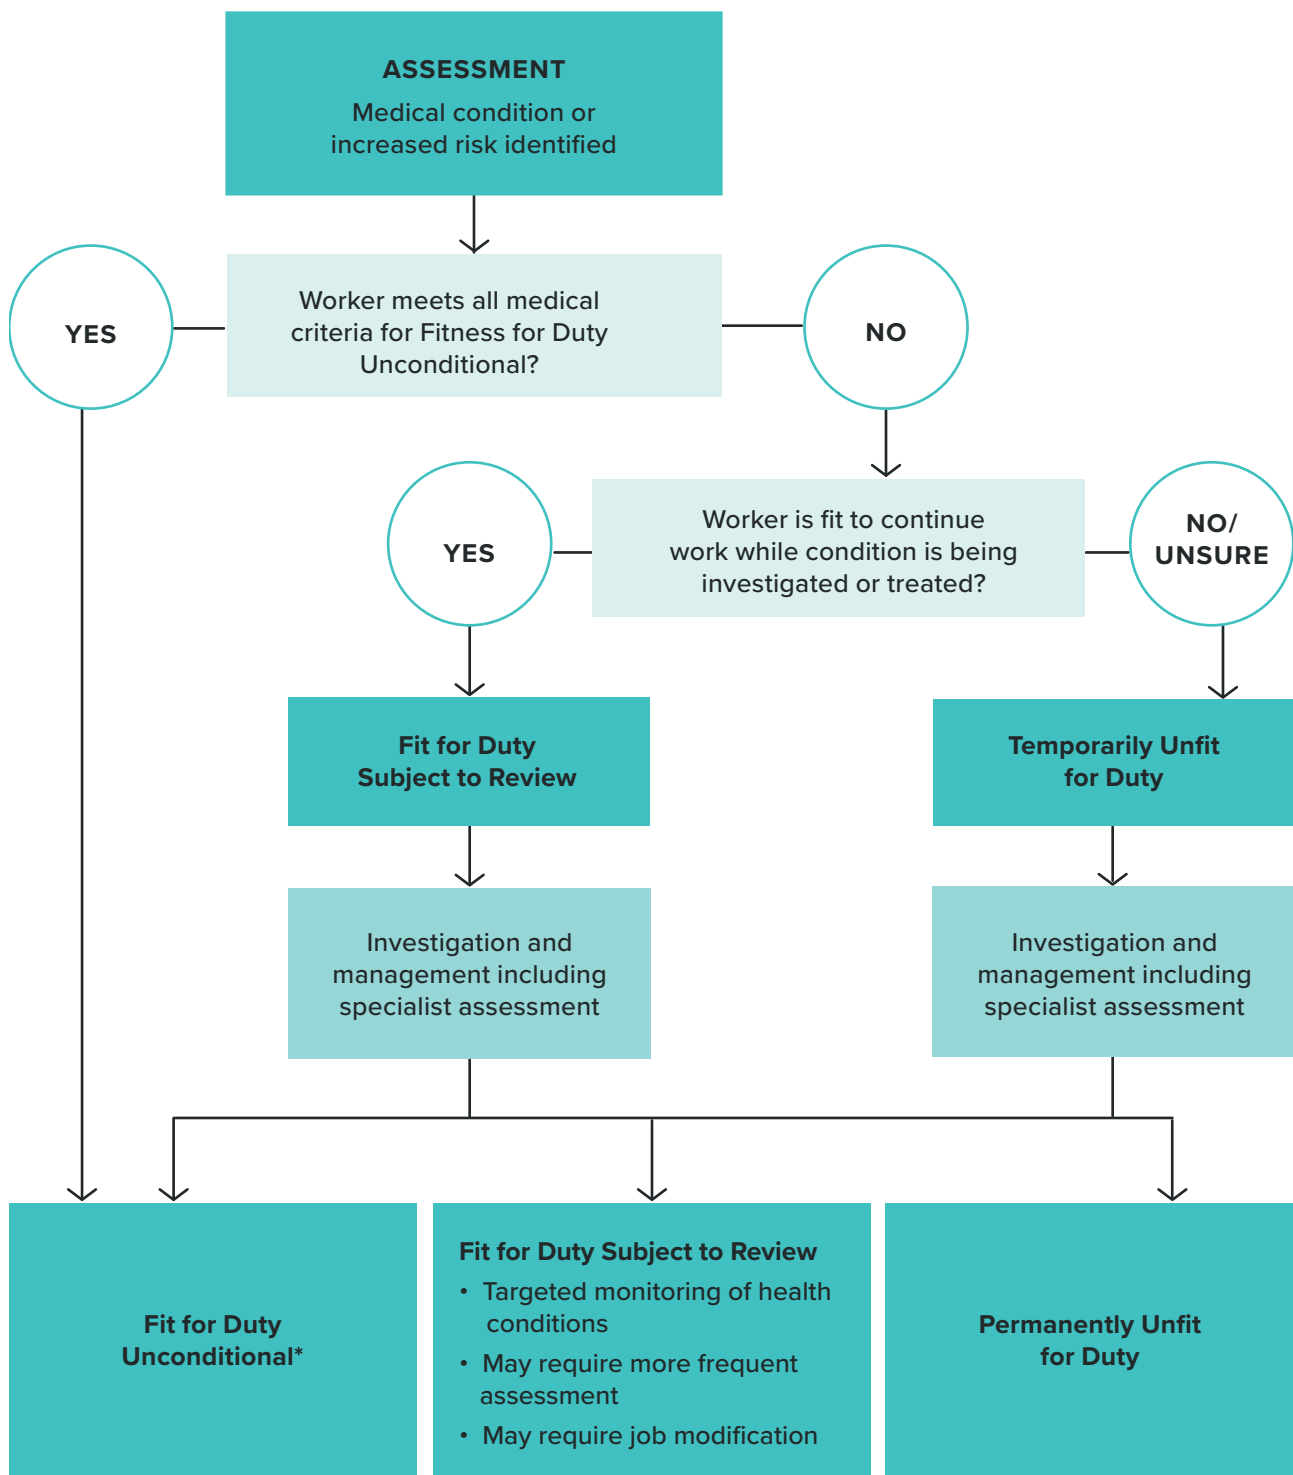 ASSESSMENT
Medical condition or
increased risk identified
YES
Worker meets all medical
criteria for Fitness for Duty
Unconditional?
NO
YES
Worker is fit to continue
work while condition is being
investigated or treated?
NO/
UNSURE
Fit for Duty
Subject to Review
Temporarily Unfit
for Duty
Investigation and
management including
specialist assessment
Investigation and
management including
specialist assessment
Fit for Duty
Unconditional*
Fit for Duty Subject to Review
• Targeted monitoring of health
conditions
• May require more frequent
assessment
• May require job modification
Permanently Unfit
for Duty